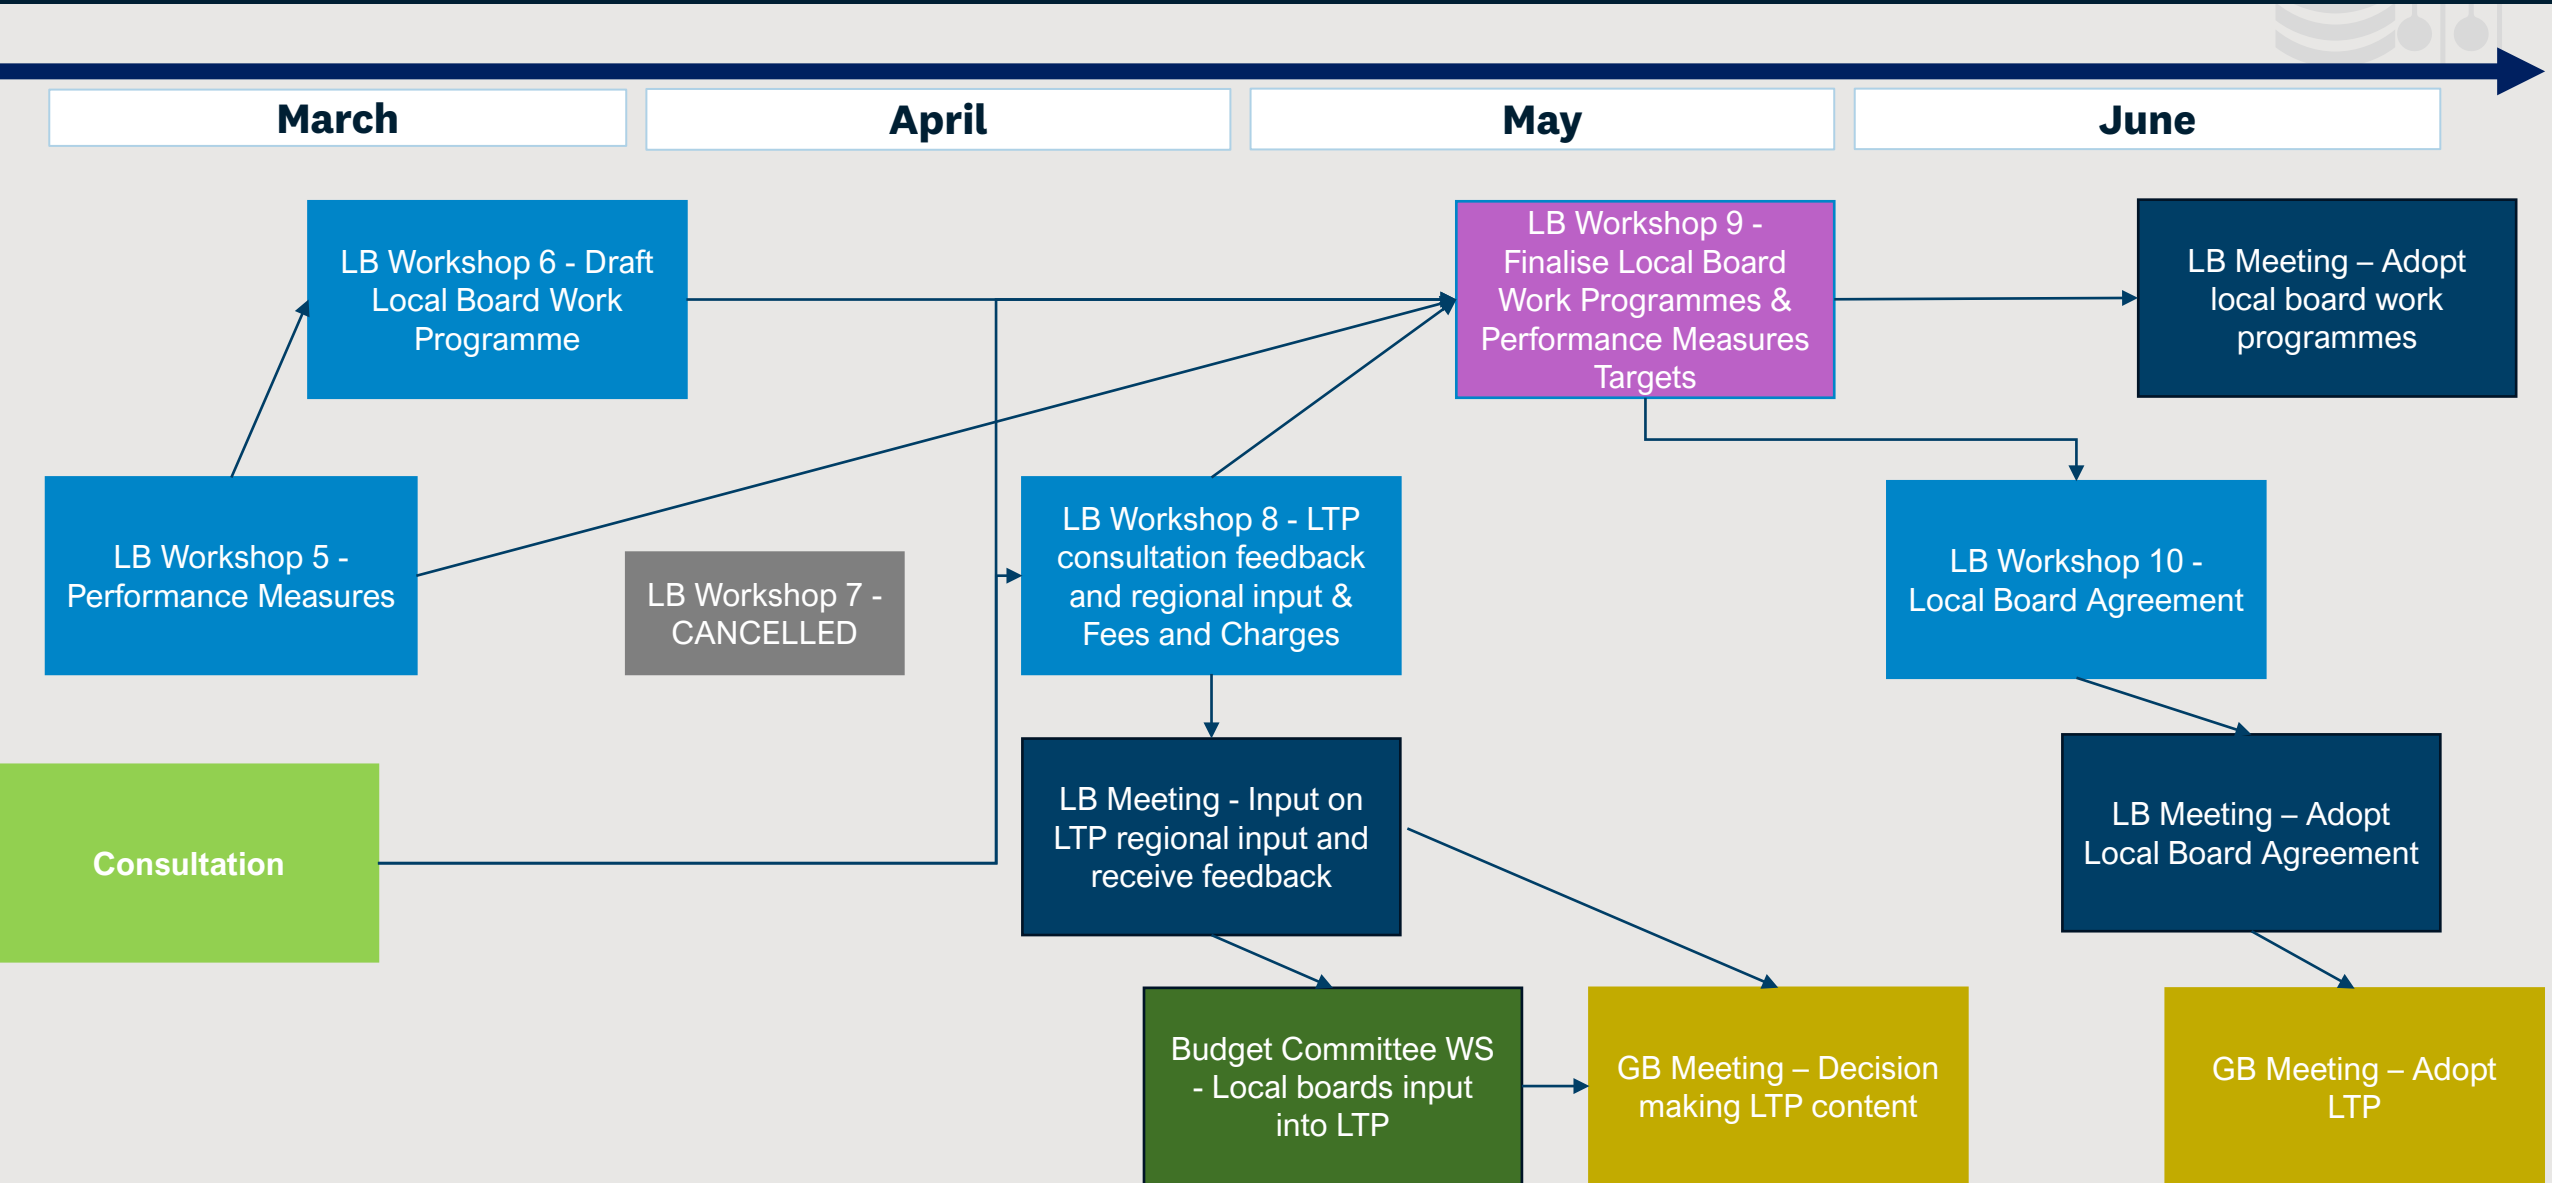 March
April
May
June
LB Workshop 6 - Draft
Local Board Work
Programme
LB Workshop 9 -
Finalise Local Board
Work Programmes &
Performance Measures
Targets
LB Meeting – Adopt
local board work
programmes
LB Workshop 5 -
Performance Measures
LB Workshop 7 -
CANCELLED
LB Workshop 8 - LTP
consultation feedback
and regional input &
Fees and Charges
LB Workshop 10 -
Local Board Agreement
Consultation
LB Meeting - Input on
LTP regional input and
receive feedback
LB Meeting – Adopt
Local Board Agreement
Budget Committee WS
- Local boards input
into LTP
GB Meeting – Decision
making LTP content
GB Meeting – Adopt
LTP